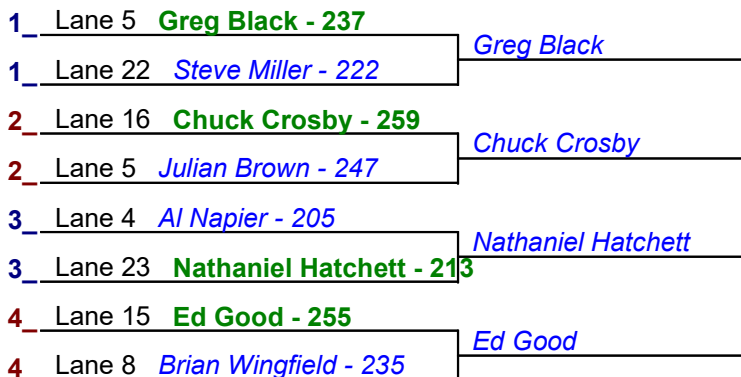 1_ Lane 5 Greg Black - 237
Greg Black
1_ Lane 22 Steve Miller - 222
2_ Lane 16 Chuck Crosby - 259
Chuck Crosby
2_ Lane 5 Julian Brown - 247
3_ Lane 4 Al Napier - 205
Nathaniel Hatchett
3_ Lane 23 Nathaniel Hatchett - 213
4_ Lane 15 Ed Good - 255
Ed Good
4 Lane 8 Brian Wingfield - 235